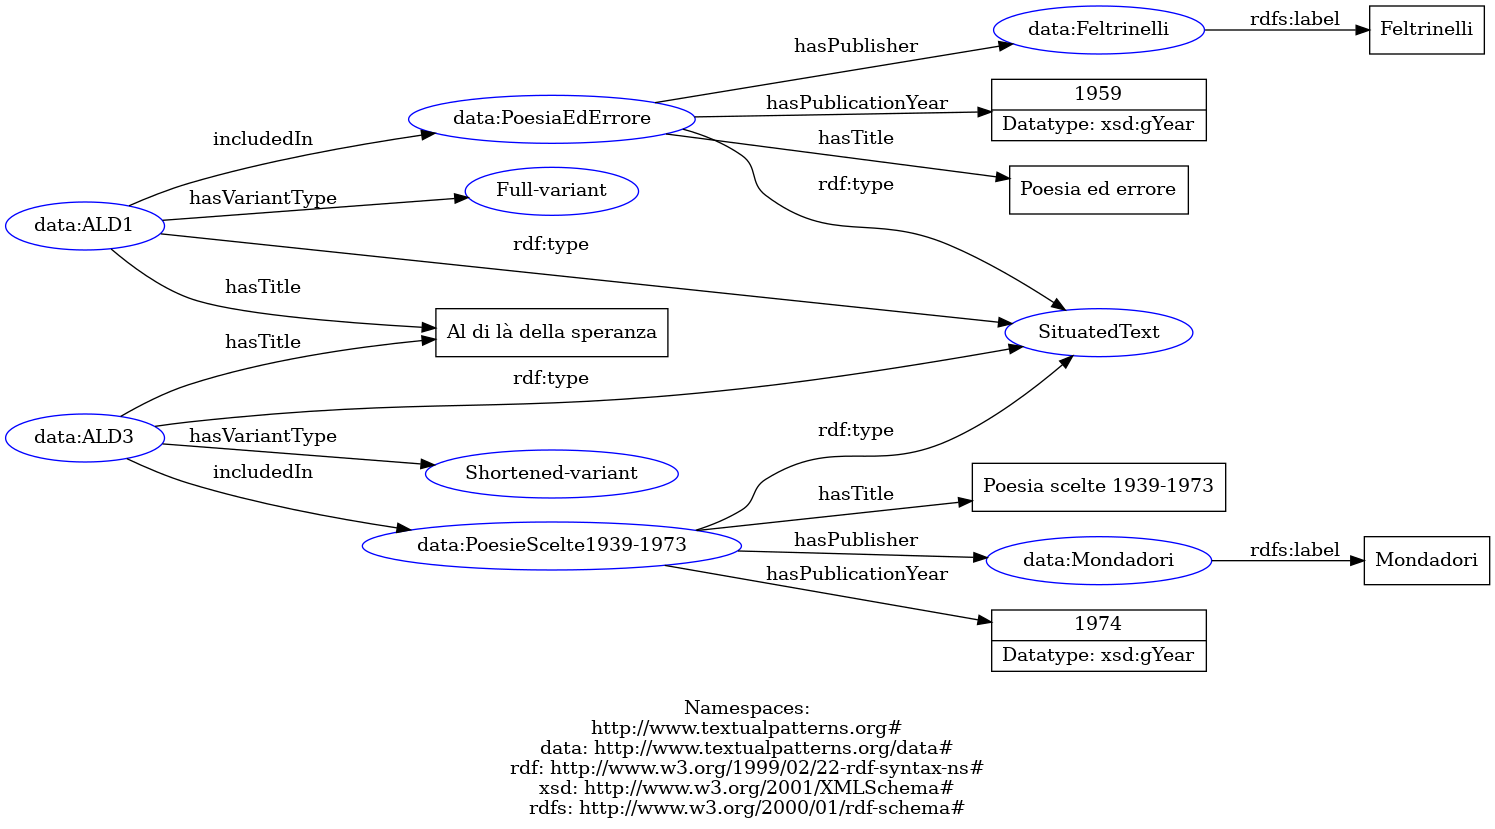 data:Feltrinelli
rdfs:label
Feltrinelli
hasPublisher
1959
hasPublicationYear
Datatype: xsd:gYear
data:PoesiaEdErrore
includedIn
hasTitle
rdf:type
Poesia ed errore
Full-variant
hasVariantType
data:ALD1
rdf:type
hasTitle
Al di là della speranza
SituatedText
hasTitle
rdf:type
data:ALD3
hasVariantType
rdf:type
Shortened-variant
includedIn
hasTitle
Poesia scelte 1939-1973
data:PoesieScelte1939-1973
hasPublisher
data:Mondadori
rdfs:label
Mondadori
hasPublicationYear
1974
Datatype: xsd:gYear
Namespaces:
http://www.textualpatterns.org#
data: http://www.textualpatterns.org/data#
rdf: http://www.w3.org/1999/02/22-rdf-syntax-ns#
xsd: http://www.w3.org/2001/XMLSchema#
rdfs: http://www.w3.org/2000/01/rdf-schema#